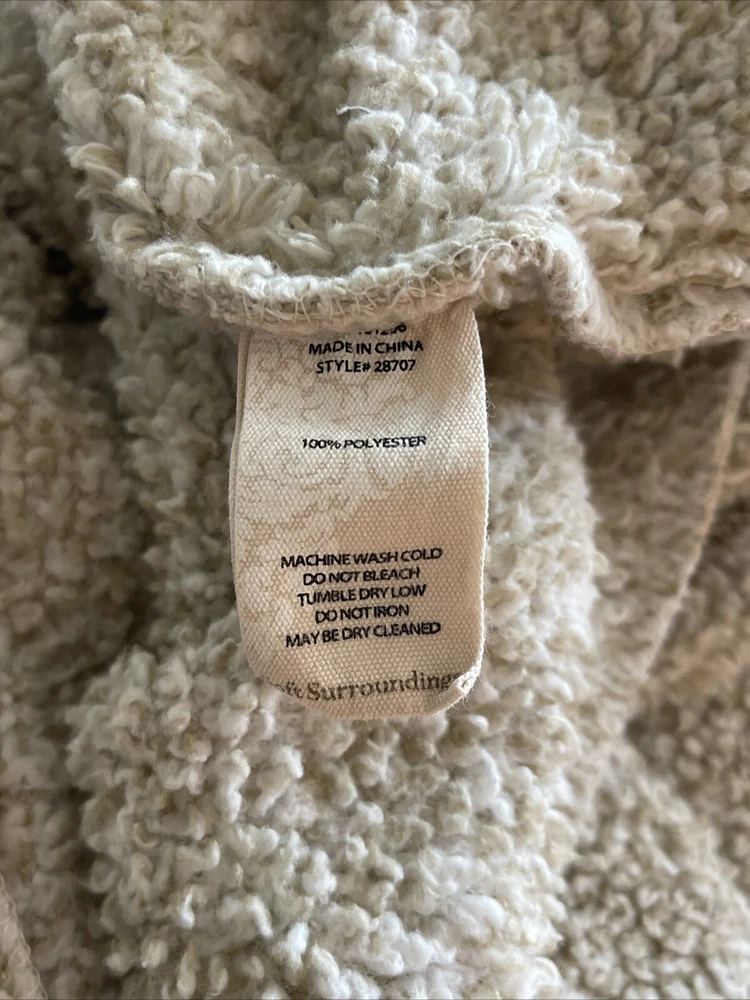 MADE IN CHINA
STYLE# 28707
100% POLYESTER
MACHINE WASH COLD
DO NOT BLEACH
TUMBLE DRY LOW
DO NOT IRON
MAY BE DRY CLEANED
Surroundings